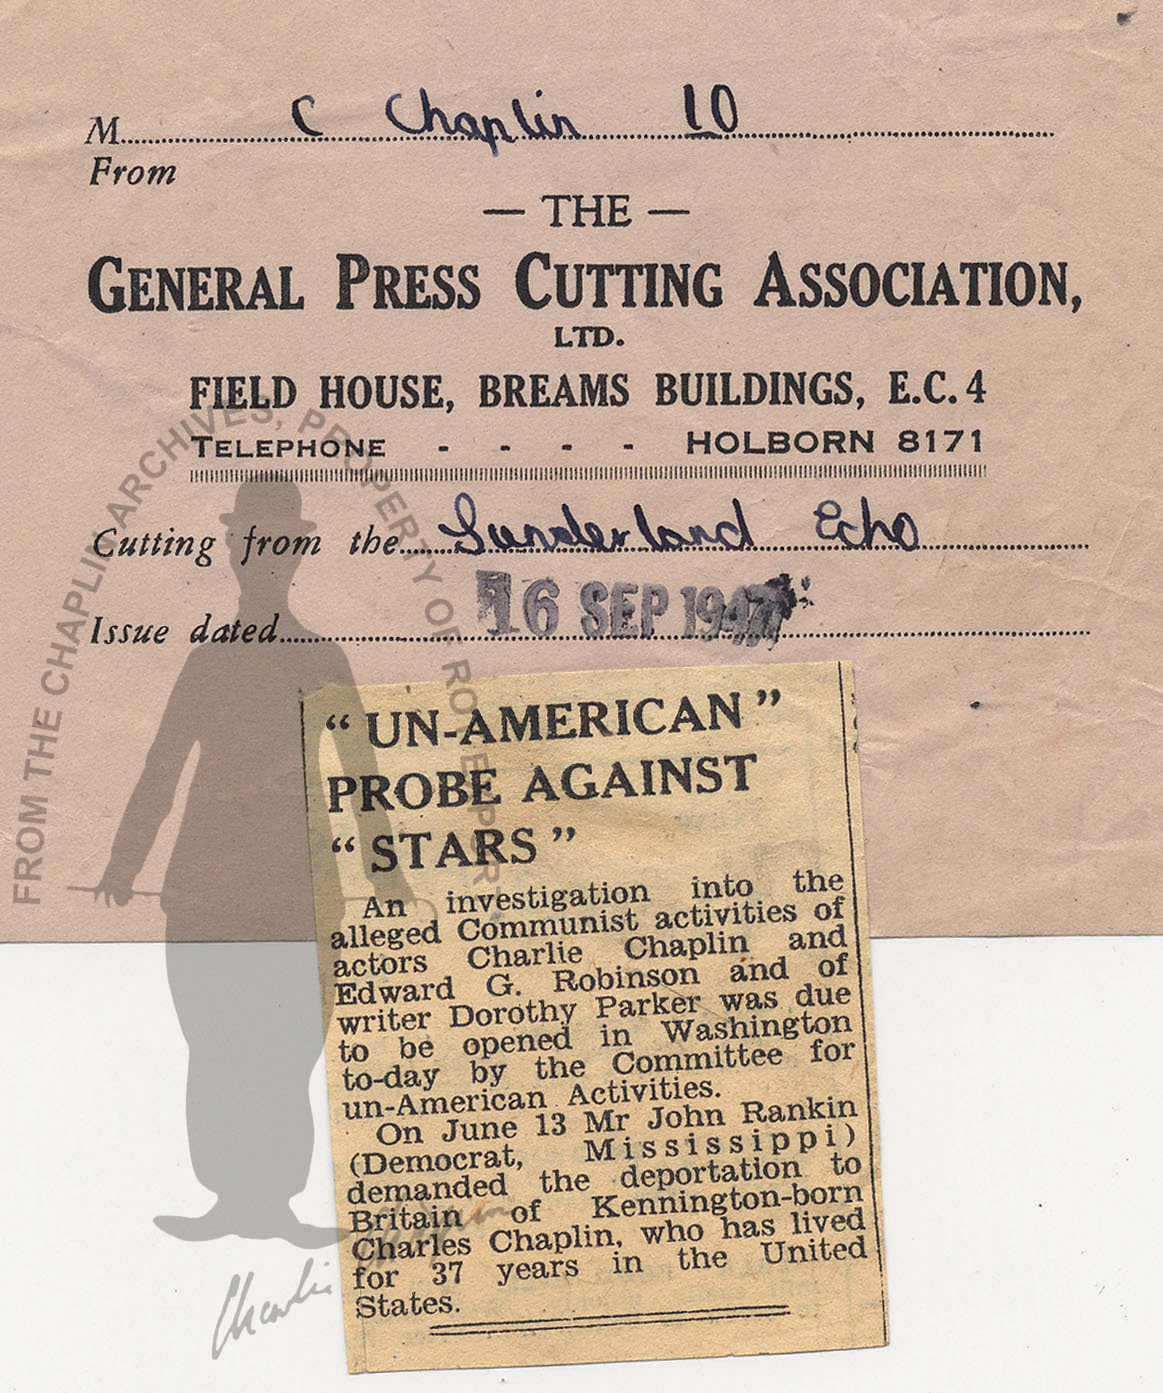 M C Chaplin 10
From
— THE —
GENERAL PRESS CUTTING ASSOCIATION,
LTD.
FIELD HOUSE, BREAMS BUILDINGS, E.C.4
TELEPHONE - - - - HOLBORN 8171
Cutting from the Sunderland Echo
Issue dated 16 SEP 1947
“ UN-AMERICAN ”
PROBE AGAINST
“ STARS ”
An investigation into the
alleged Communist activities of
actors Charlie Chaplin and
Edward G. Robinson and of
writer Dorothy Parker was due
to be opened in Washington
to-day by the Committee for
un-American Activities.
On June 13 Mr John Rankin
(Democrat, Mississippi)
demanded the deportation to
Britain of Kennington-born
Charles Chaplin, who has lived
for 37 years in the United
States.
FROM THE CHAPLIN ARCHIVES, PROPERTY OF ROY EXPORT
Charlie Chaplin